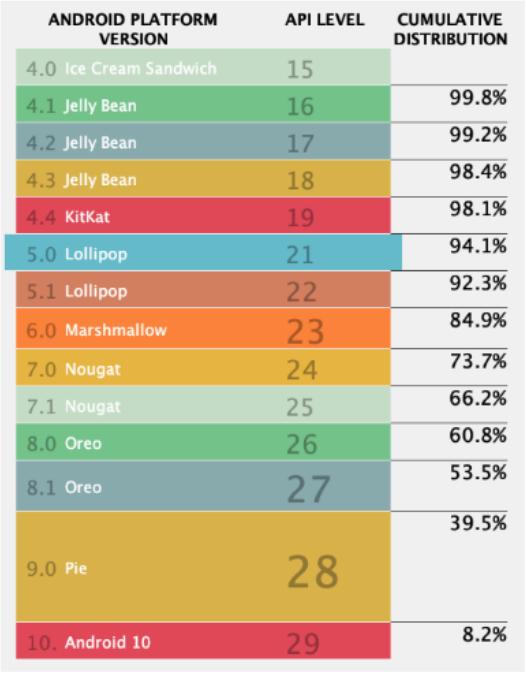 ANDROID PLATFORM
VERSION
API LEVEL
CUMULATIVE
DISTRIBUTION
4.0 Ice Cream Sandwich 15
4.1 Jelly Bean 16 99.8%
4.2 Jelly Bean 17 99.2%
4.3 Jelly Bean 18 98.4%
4.4 KitKat 19 98.1%
5.0 Lollipop 21 94.1%
5.1 Lollipop 22 92.3%
6.0 Marshmallow 23 84.9%
7.0 Nougat 24 73.7%
7.1 Nougat 25 66.2%
8.0 Oreo 26 60.8%
8.1 Oreo 27 53.5%
39.5%
9.0 Pie 28
10. Android 10 29 8.2%